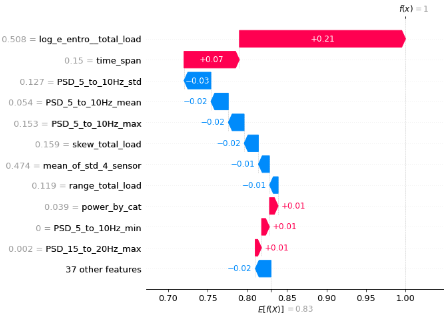 f(x) = 1
0.508 = log_e_entro__total_load +0.21
0.15 = time_span +0.07
0.127 = PSD_5_to_10Hz_std −0.03
0.054 = PSD_5_to_10Hz_mean −0.02
0.153 = PSD_5_to_10Hz_max −0.02
0.159 = skew_total_load −0.02
0.474 = mean_of_std_4_sensor −0.01
0.119 = range_total_load −0.01
0.039 = power_by_cat +0.01
0 = PSD_5_to_10Hz_min +0.01
0.002 = PSD_15_to_20Hz_max +0.01
37 other features −0.02
0.70 0.75 0.80 0.85 0.90 0.95 1.00
E[f(X)] = 0.83